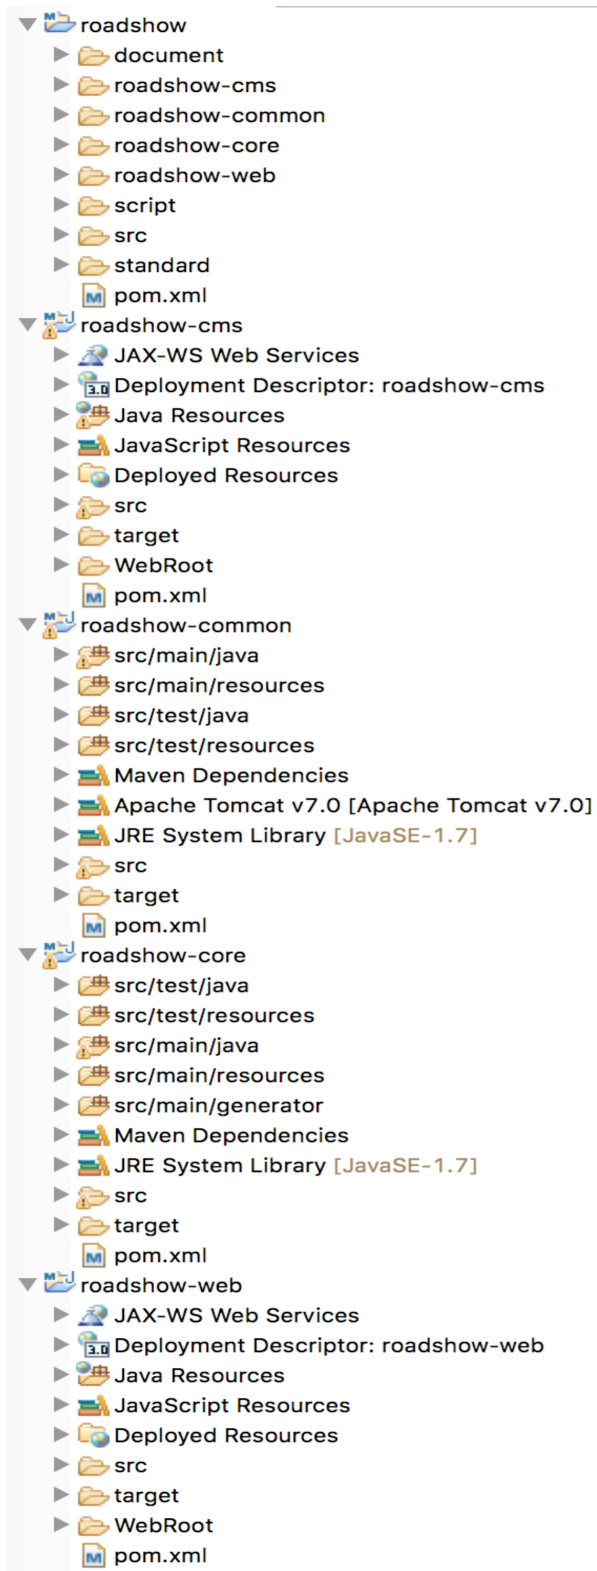 roadshow
document
roadshow-cms
roadshow-common
roadshow-core
roadshow-web
script
src
standard
pom.xml
roadshow-cms
JAX-WS Web Services
Deployment Descriptor: roadshow-cms
Java Resources
JavaScript Resources
Deployed Resources
src
target
WebRoot
pom.xml
roadshow-common
src/main/java
src/main/resources
src/test/java
src/test/resources
Maven Dependencies
Apache Tomcat v7.0 [Apache Tomcat v7.0]
JRE System Library [JavaSE-1.7]
src
target
pom.xml
roadshow-core
src/test/java
src/test/resources
src/main/java
src/main/resources
src/main/generator
Maven Dependencies
JRE System Library [JavaSE-1.7]
src
target
pom.xml
roadshow-web
JAX-WS Web Services
Deployment Descriptor: roadshow-web
Java Resources
JavaScript Resources
Deployed Resources
src
target
WebRoot
pom.xml